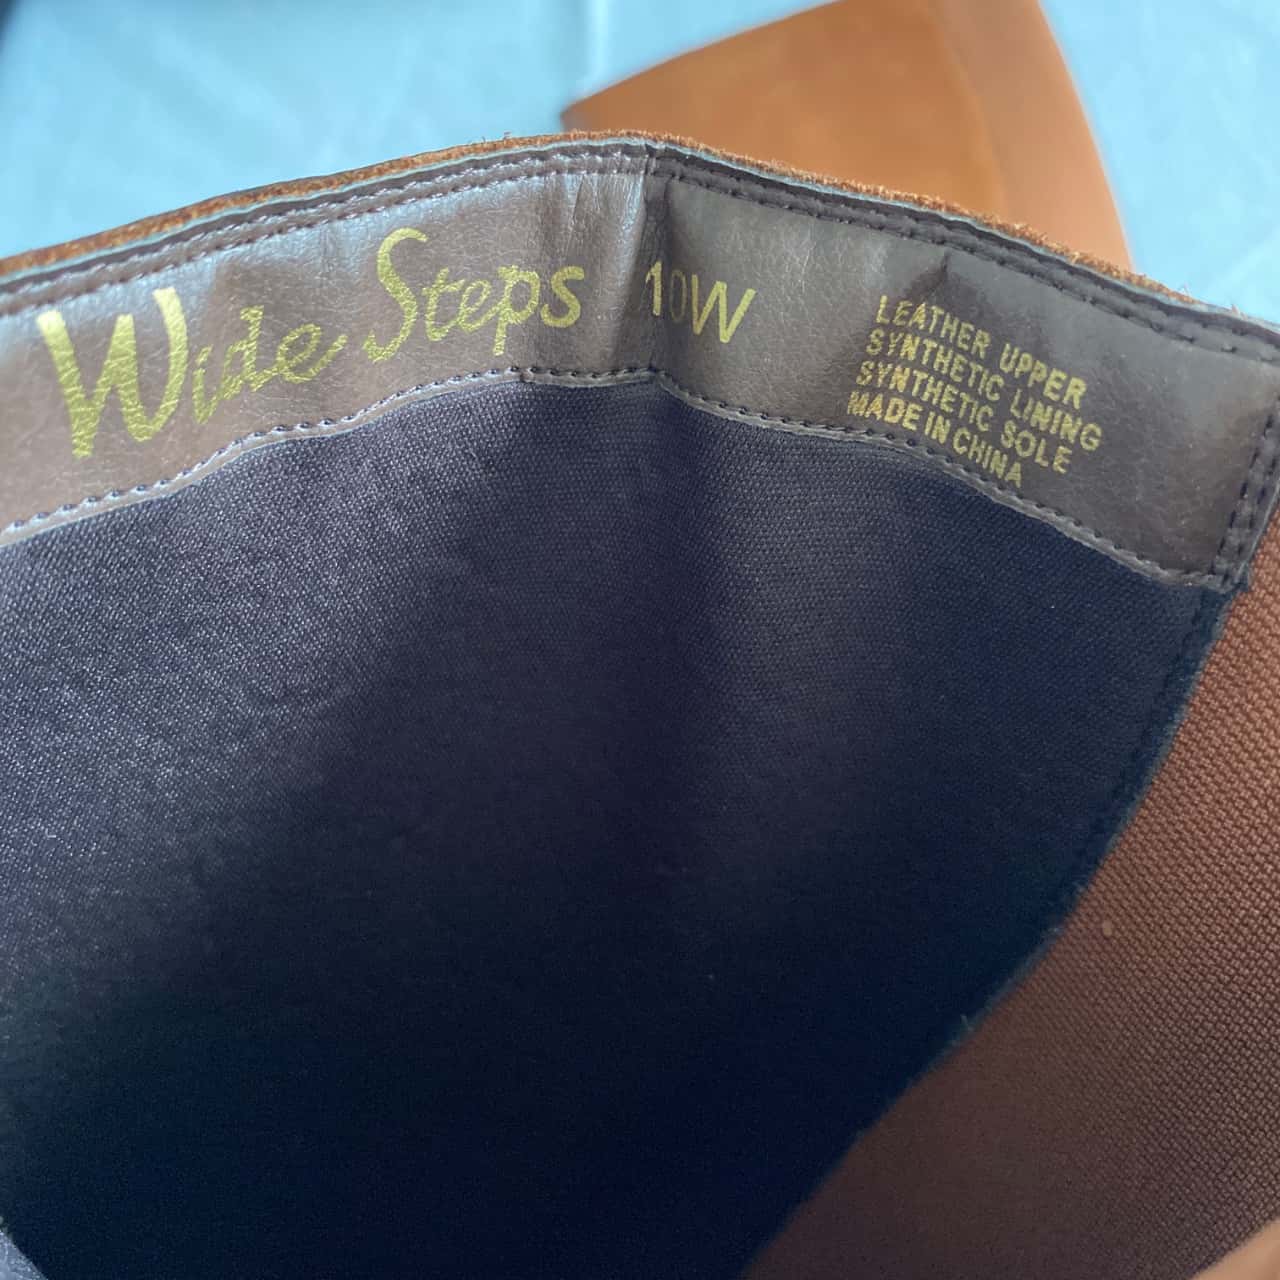 Wide Steps 10W
LEATHER UPPER
SYNTHETIC LINING
SYNTHETIC SOLE
MADE IN CHINA